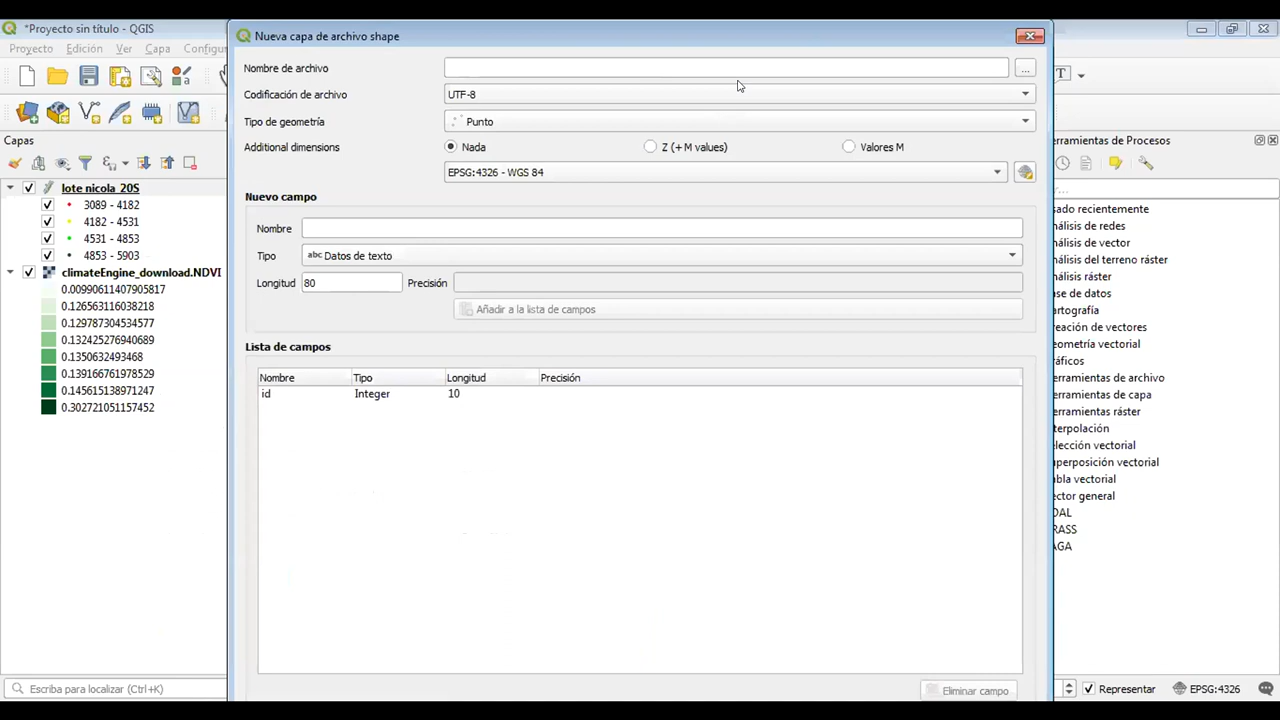 *Proyecto sin título - QGIS
Proyecto Edición Ver Capa
Capas
lote nicola 20S
3089 - 4182
4182 - 4531
4531 - 4853
4853 - 5903
climateEngine_download.NDVI
0.00990611407905817
0.126563116038218
0.129787304534577
0.132425276940689
0.1350632493468
0.139166761978529
0.145615138971247
0.302721051157452
Escriba para localizar (Ctrl+K)
Nueva capa de archivo shape
Nombre de archivo
...
Codificación de archivo UTF-8
Tipo de geometría Punto
Additional dimensions Nada Z (+ M values) Valores M
EPSG:4326 - WGS 84
Nuevo campo
Nombre
Tipo abc Datos de texto
Longitud 80 Precisión
Añadir a la lista de campos
Lista de campos
Nombre Tipo Longitud Precisión
id Integer 10
Eliminar campo
T
erramientas de Procesos
...
sado recientemente
nálisis de redes
nálisis de vector
nálisis del terreno ráster
nálisis ráster
ase de datos
artografía
reación de vectores
eometría vectorial
ráficos
erramientas de archivo
erramientas de capa
erramientas ráster
terpolación
elección vectorial
uperposición vectorial
abla vectorial
ector general
DAL
RASS
AGA
Representar EPSG:4326